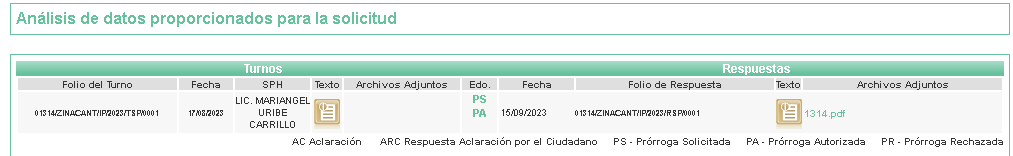 Análisis de datos proporcionados para la solicitud
Turnos Respuestas
Folio del Turno Fecha SPH Texto Archivos Adjuntos Edo. Fecha Folio de Respuesta Texto Archivos Adjuntos
01314/ZINACANT/IP/2023/TSP/0001 17/08/2023 LIC. MARIANGEL URIBE CARRILLO PS PA 15/09/2023 01314/ZINACANT/IP/2023/RSP/0001 1314.pdf
AC Aclaración ARC Respuesta Aclaración por el Ciudadano PS - Prórroga Solicitada PA - Prórroga Autorizada PR - Prórroga Rechazada